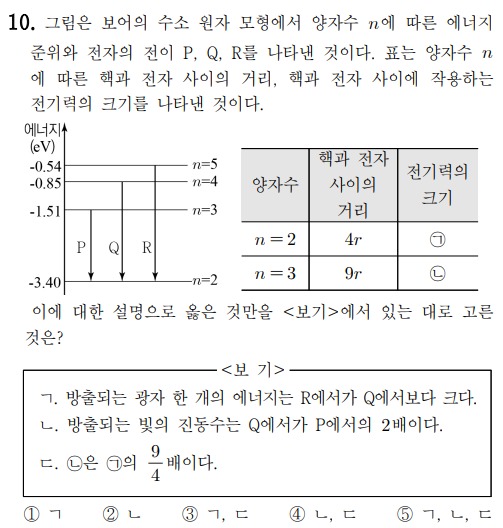 10. 그림은 보어의 수소 원자 모형에서 양자수 n에 따른 에너지
준위와 전자의 전이 P, Q, R를 나타낸 것이다. 표는 양자수 n
에 따른 핵과 전자 사이의 거리, 핵과 전자 사이에 작용하는
전기력의 크기를 나타낸 것이다.
에너지
(eV)
-0.54 n=5
-0.85 n=4
-1.51 n=3
P Q R
-3.40 n=2
양자수 핵과 전자 사이의 거리 전기력의 크기
n=2 4r ㉠
n=3 9r ㉡
이에 대한 설명으로 옳은 것만을 <보기>에서 있는 대로 고른
것은?
<보 기>
ㄱ. 방출되는 광자 한 개의 에너지는 R에서가 Q에서보다 크다.
ㄴ. 방출되는 빛의 진동수는 Q에서가 P에서의 2배이다.
ㄷ. ㉡은 ㉠의 9/4배이다.
① ㄱ ② ㄴ ③ ㄱ, ㄷ ④ ㄴ, ㄷ ⑤ ㄱ, ㄴ, ㄷ